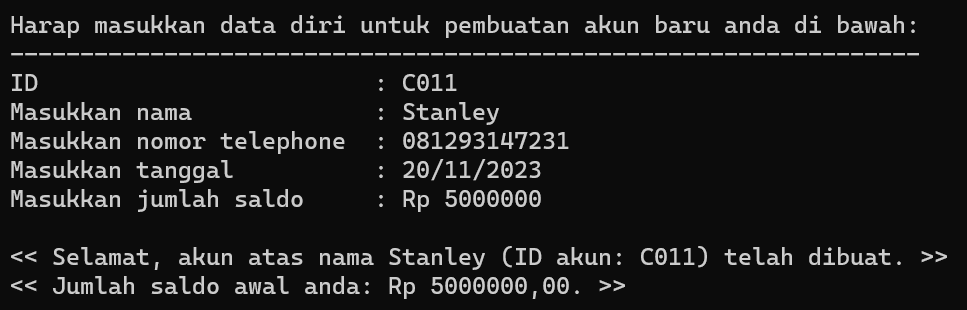 Harap masukkan data diri untuk pembuatan akun baru anda di bawah:
-----------------------------------------------------------------
ID                      : C011
Masukkan nama           : Stanley
Masukkan nomor telephone  : 081293147231
Masukkan tanggal        : 20/11/2023
Masukkan jumlah saldo   : Rp 5000000

<< Selamat, akun atas nama Stanley (ID akun: C011) telah dibuat. >>
<< Jumlah saldo awal anda: Rp 5000000,00. >>